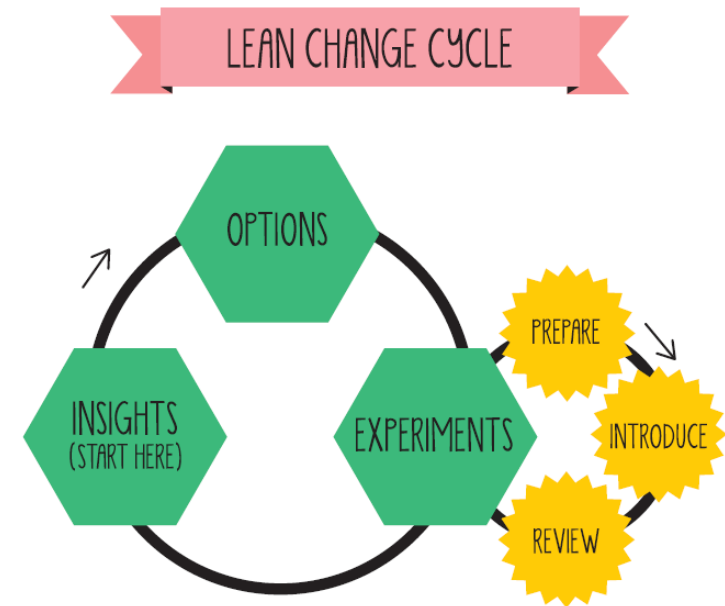 LEAN CHANGE CYCLE
OPTIONS
PREPARE
INSIGHTS
(START HERE)
EXPERIMENTS
INTRODUCE
REVIEW